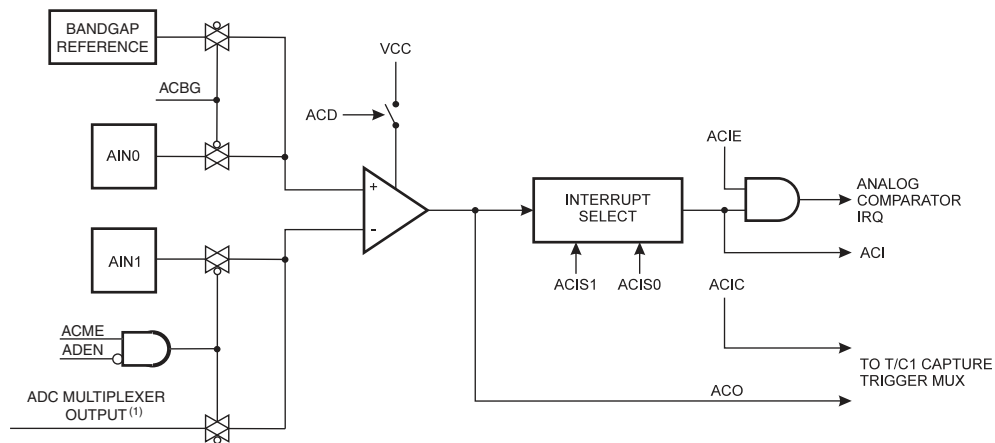 BANDGAP
REFERENCE
ACBG
AIN0
VCC
ACD
+
-
AIN1
ACME
ADEN
ADC MULTIPLEXER
OUTPUT (1)
INTERRUPT
SELECT
ACIS1 ACIS0
ACIE
ANALOG
COMPARATOR
IRQ
ACI
ACIC
TO T/C1 CAPTURE
TRIGGER MUX
ACO